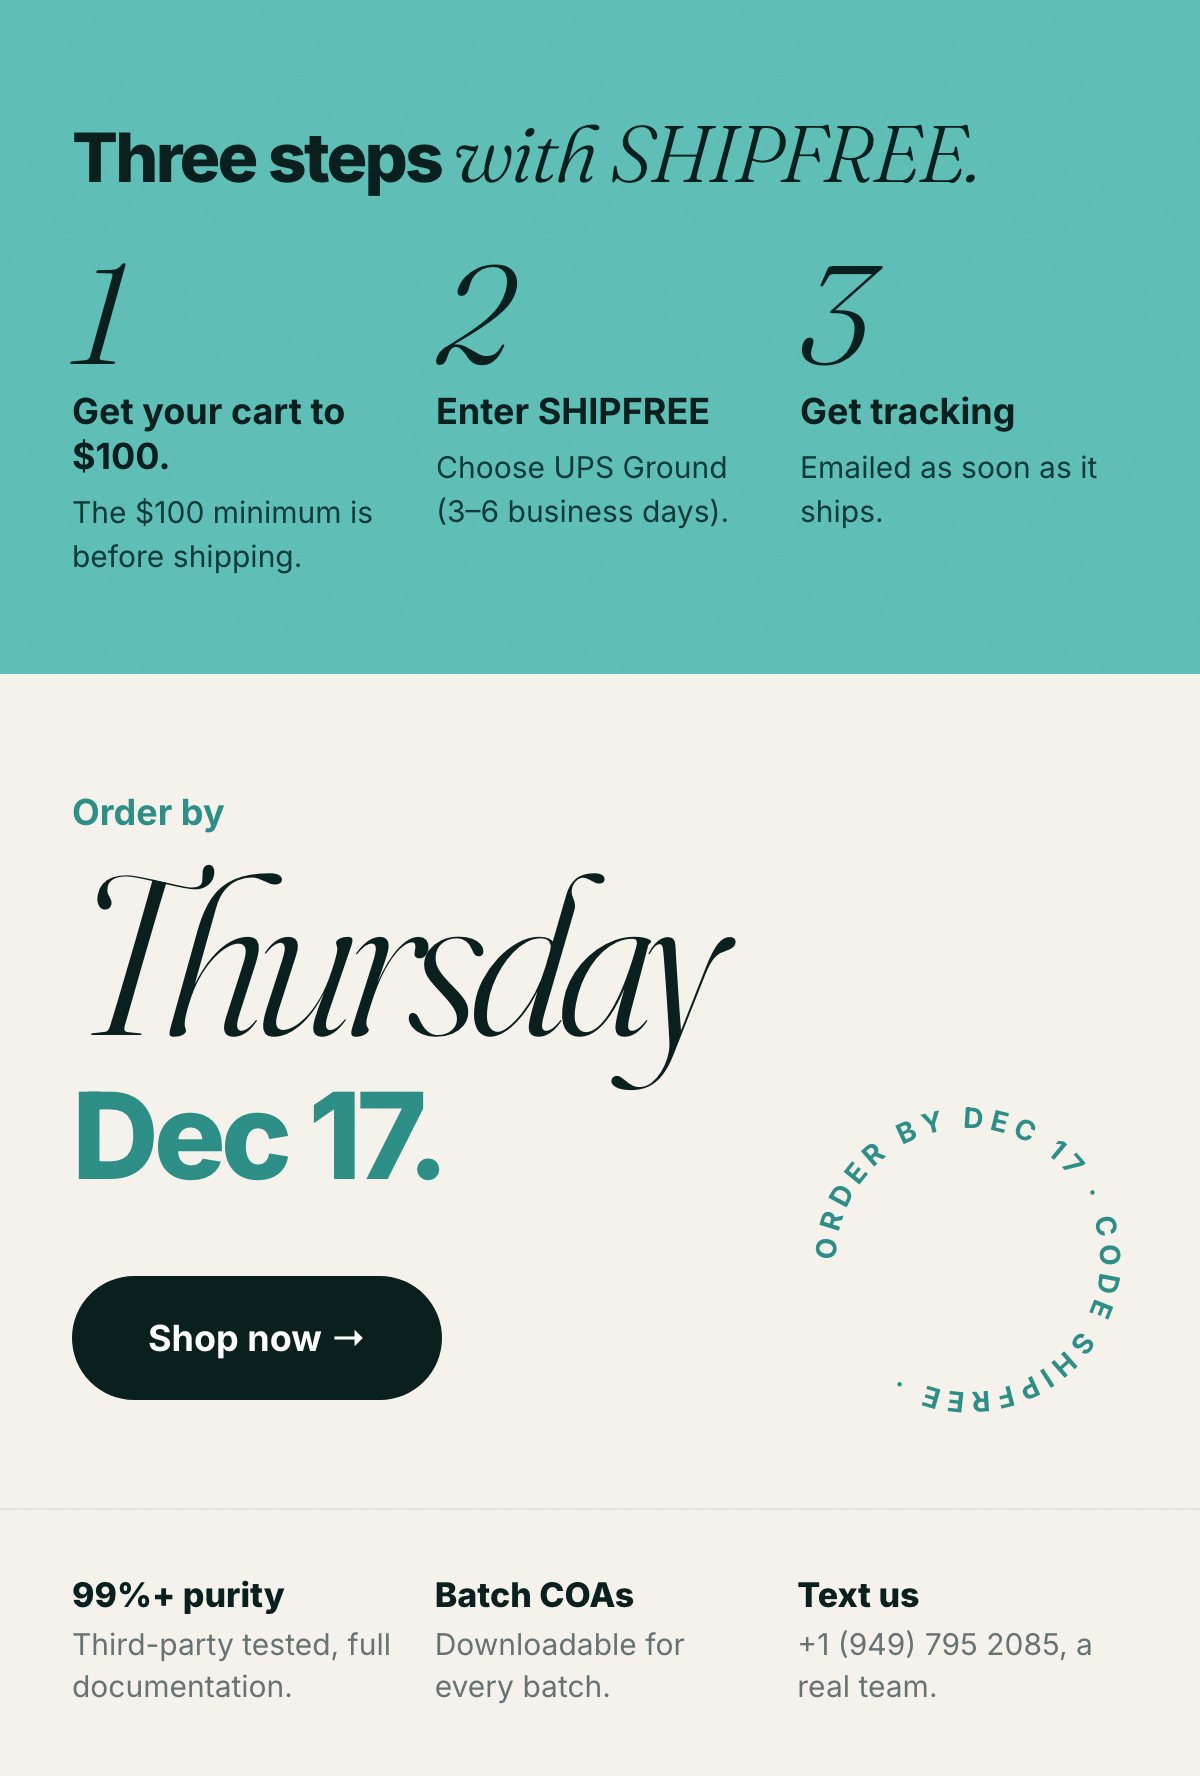 Three steps with SHIPFREE.
1
Get your cart to
$100.
The $100 minimum is
before shipping.
2
Enter SHIPFREE
Choose UPS Ground
(3–6 business days).
3
Get tracking
Emailed as soon as it
ships.
Order by
Thursday
Dec 17.
Shop now →
ORDER BY DEC 17 · CODE SHIPFREE ·
99%+ purity
Third-party tested, full
documentation.
Batch COAs
Downloadable for
every batch.
Text us
+1 (949) 795 2085, a
real team.